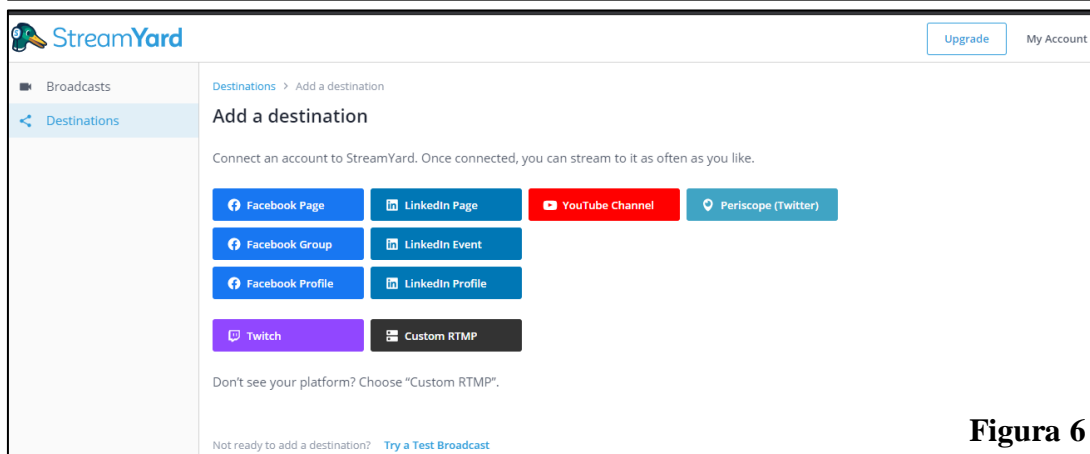 StreamYard
Upgrade My Account
Broadcasts
Destinations
Destinations > Add a destination
Add a destination
Connect an account to StreamYard. Once connected, you can stream to it as often as you like.
Facebook Page LinkedIn Page YouTube Channel Periscope (Twitter)
Facebook Group LinkedIn Event
Facebook Profile LinkedIn Profile
Twitch Custom RTMP
Don't see your platform? Choose “Custom RTMP”.
Not ready to add a destination? Try a Test Broadcast
Figura 6